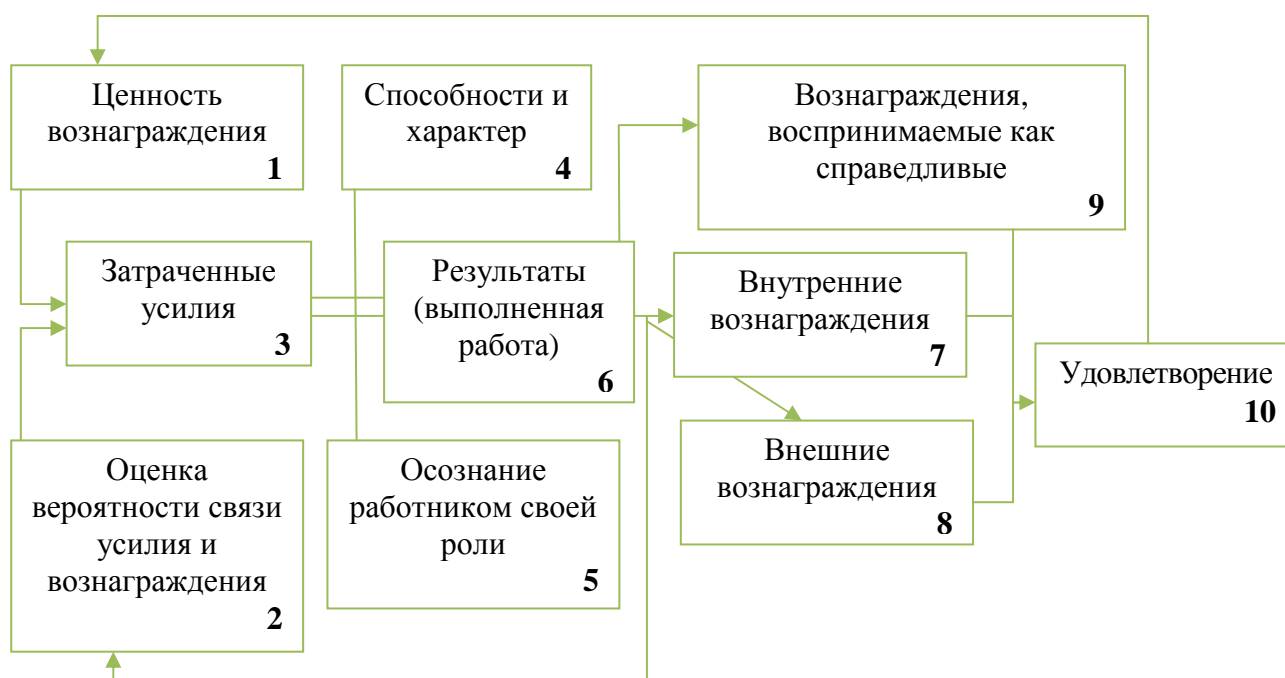 Ценность
вознаграждения
1
Способности и
характер
4
Вознаграждения,
воспринимаемые как
справедливые
9
Затраченные
усилия
3
Результаты
(выполненная
работа)
6
Внутренние
вознаграждения
7
Удовлетворение
10
Оценка
вероятности связи
усилия и
вознаграждения
2
Осознание
работником своей
роли
5
Внешние
вознаграждения
8